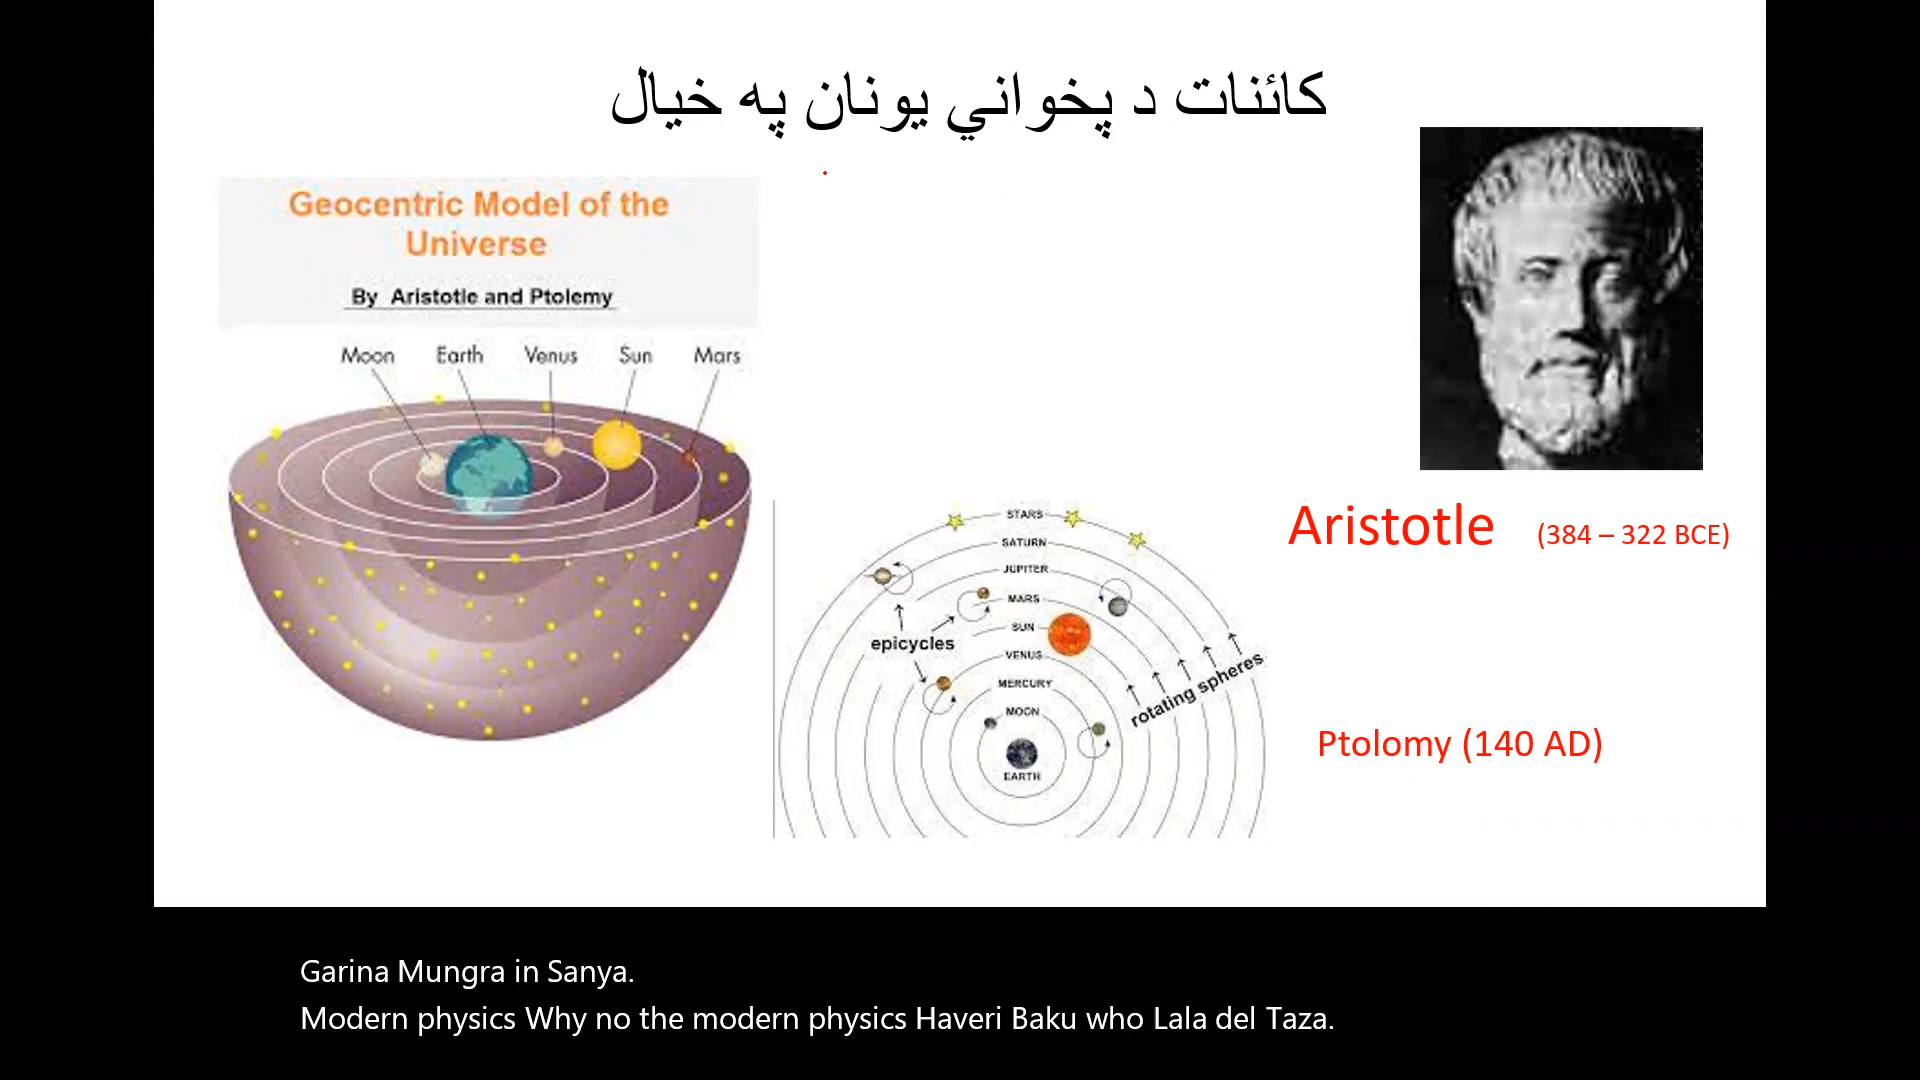 کائنات د پخواني يونان په خيال
Geocentric Model of the
Universe
By Aristotle and Ptolemy
Moon Earth Venus Sun Mars
STARS
SATURN
JUPITER
MARS
SUN
epicycles
VENUS
MERCURY
rotating spheres
MOON
EARTH
Aristotle (384 – 322 BCE)
Ptolomy (140 AD)
Garina Mungra in Sanya.
Modern physics Why no the modern physics Haveri Baku who Lala del Taza.